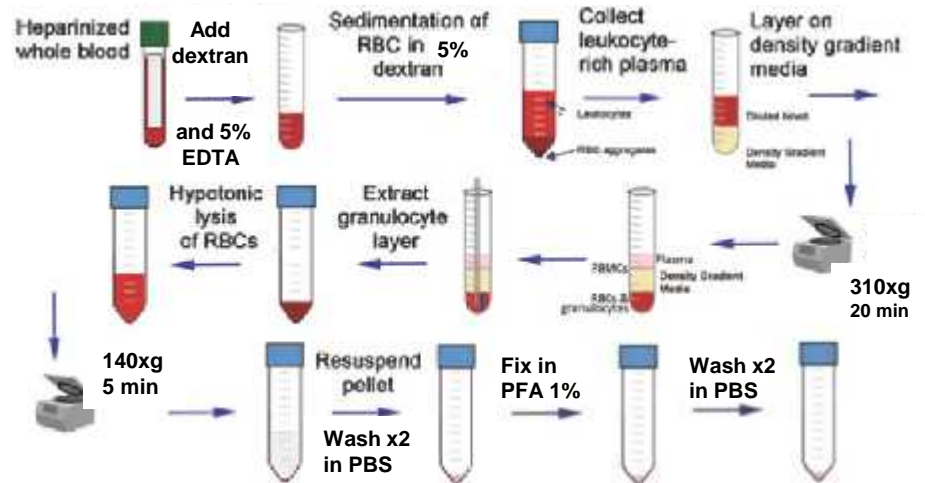 Heparinized
whole blood
Add
dextran
and 5%
EDTA
Sedimentation of
RBC in 5%
dextran
Collect
leukocyte-
rich plasma
Leukocytes
RBC aggregates
Layer on
density gradient
media
Diluted blood
Density Gradient
Media
310xg
20 min
Plasma
PBMCs
Density Gradient
Media
RBCs &
granulocytes
Extract
granulocyte
layer
Hypotonic
lysis
of RBCs
140xg
5 min
Resuspend
pellet
Wash x2
in PBS
Fix in
PFA 1%
Wash x2
in PBS